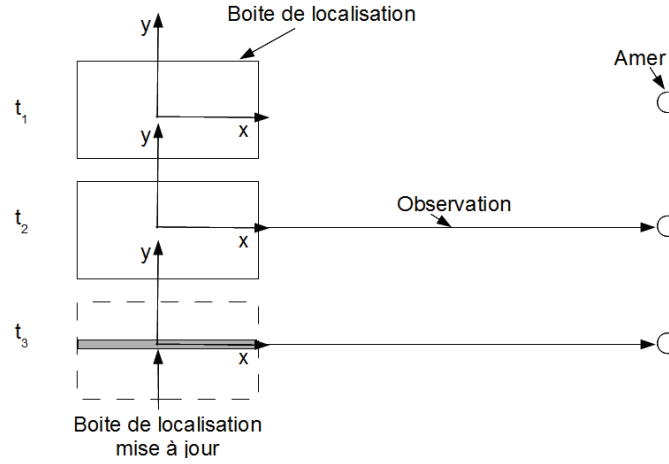 Boite de localisation
y
Amer
t1
x
y
Observation
t2
x
y
t3
x
Boite de localisation
mise à jour